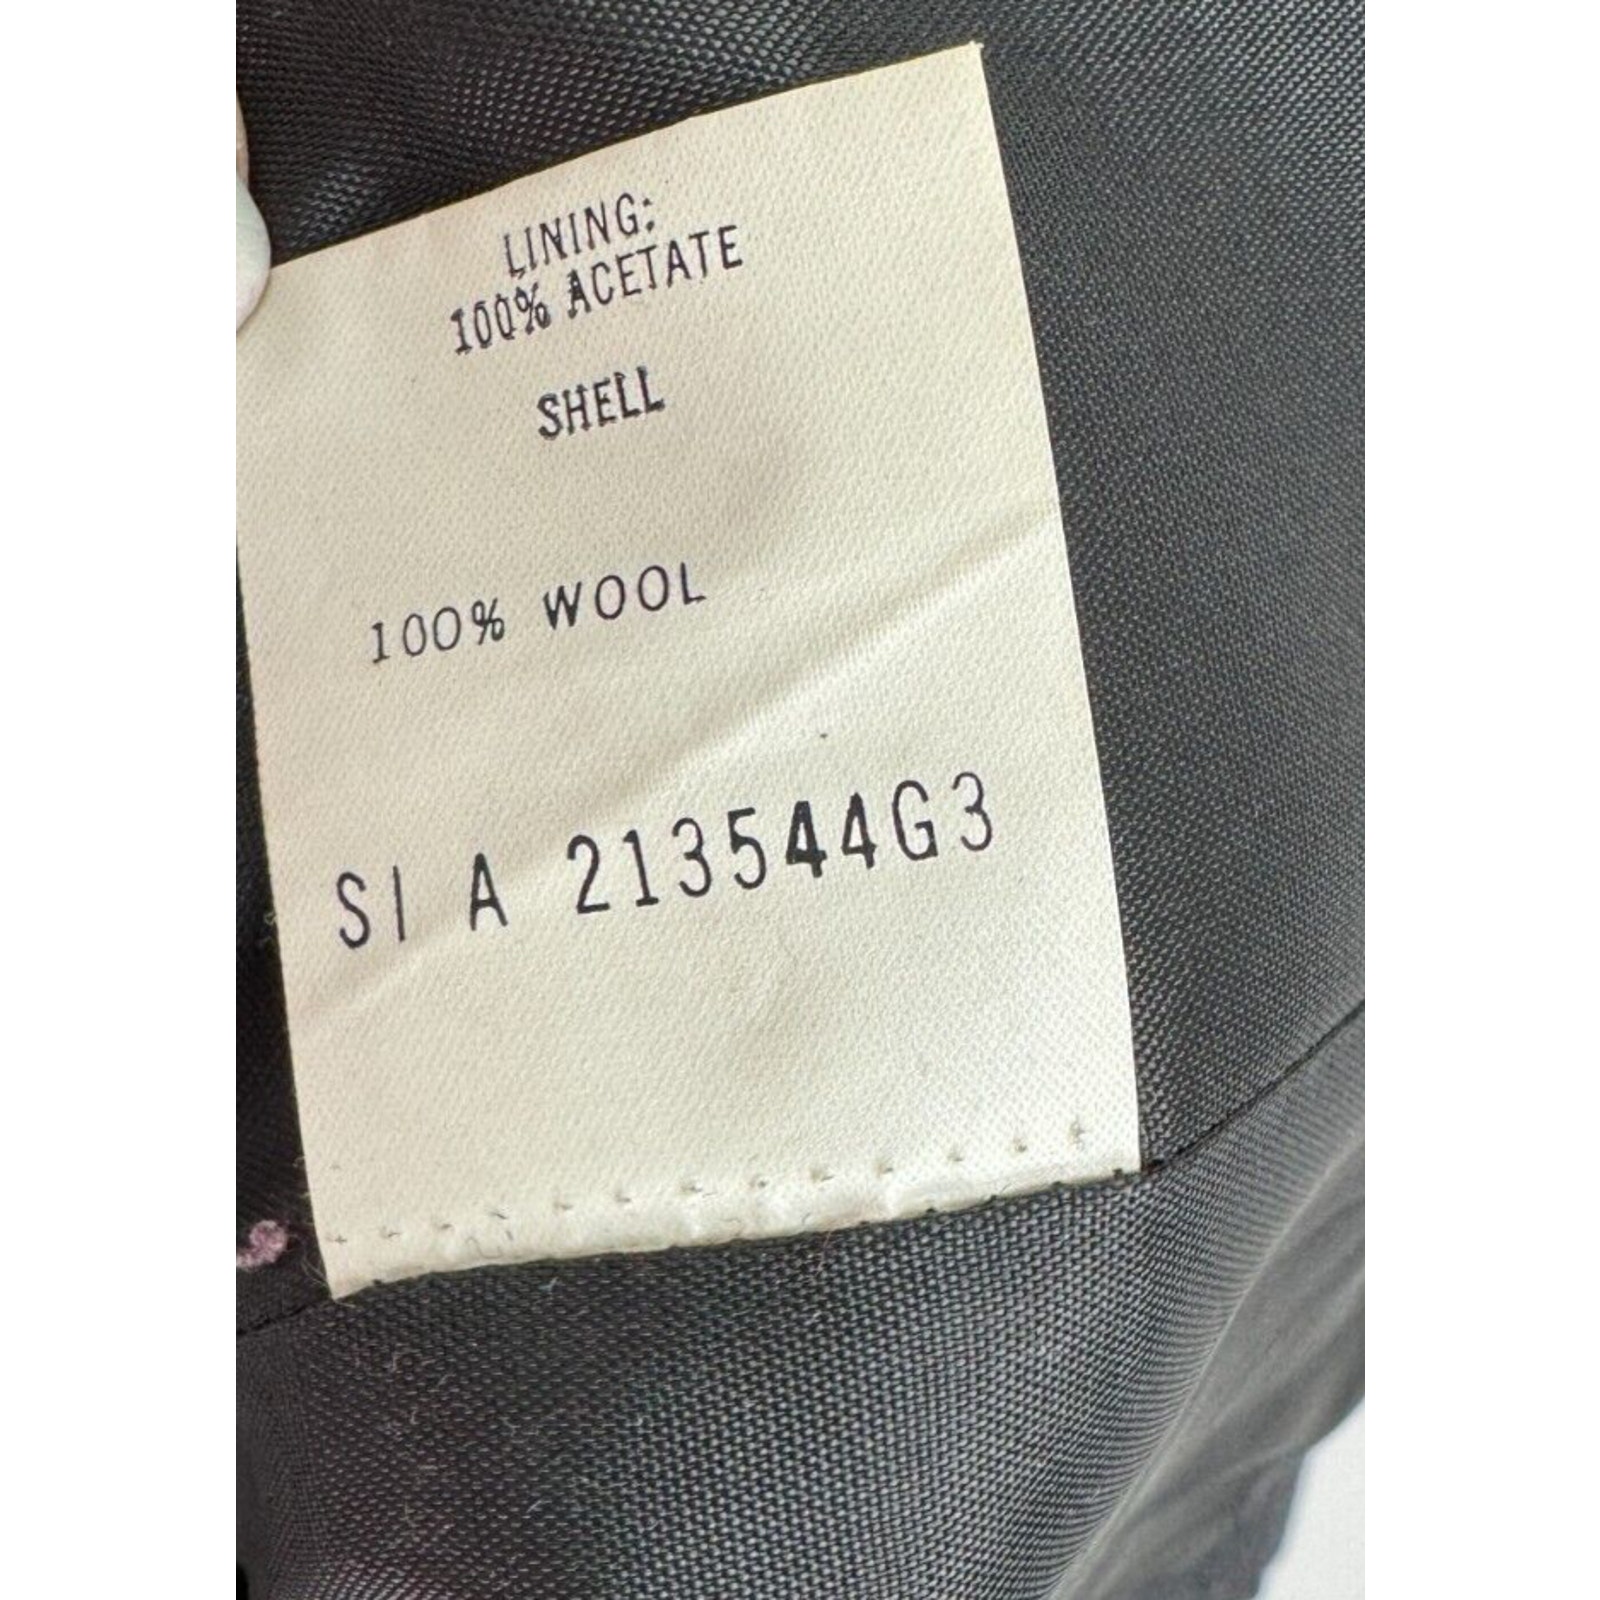 LINING:
100% ACETATE
SHELL
100% WOOL
SI A 213544G3